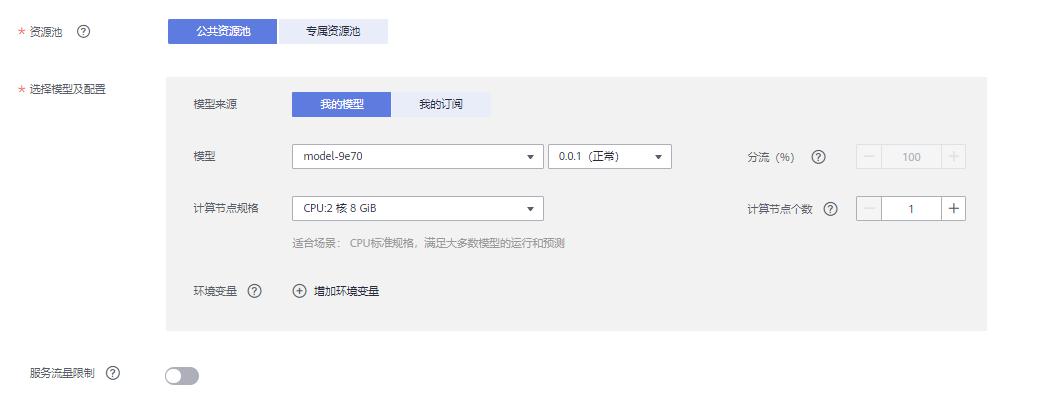 * 资源池 ? 公共资源池 专属资源池
* 选择模型及配置
模型来源 我的模型 我的订阅
模型 model-9e70 0.0.1（正常） 分流（%） ? — 100 +
计算节点规格 CPU:2 核 8 GiB 计算节点个数 ? — 1 +
适合场景： CPU标准规格，满足大多数模型的运行和预测
环境变量 ? 增加环境变量
服务流量限制 ?